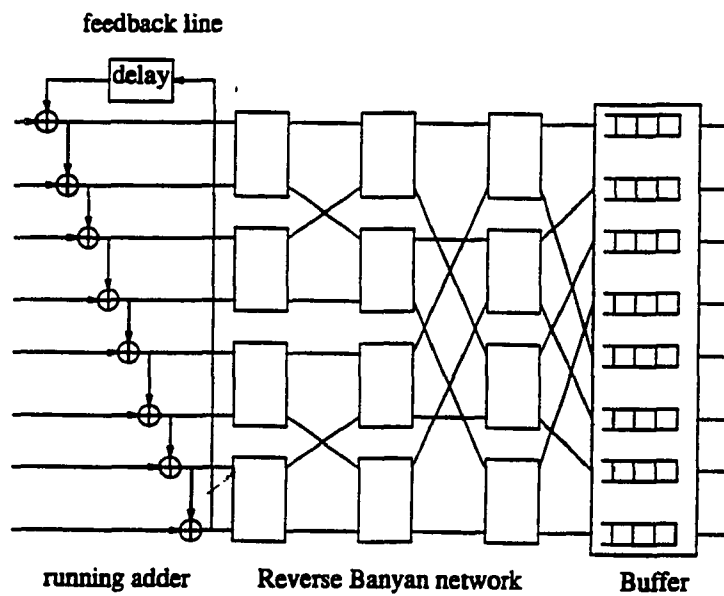 feedback line
delay
running adder
Reverse Banyan network
Buffer